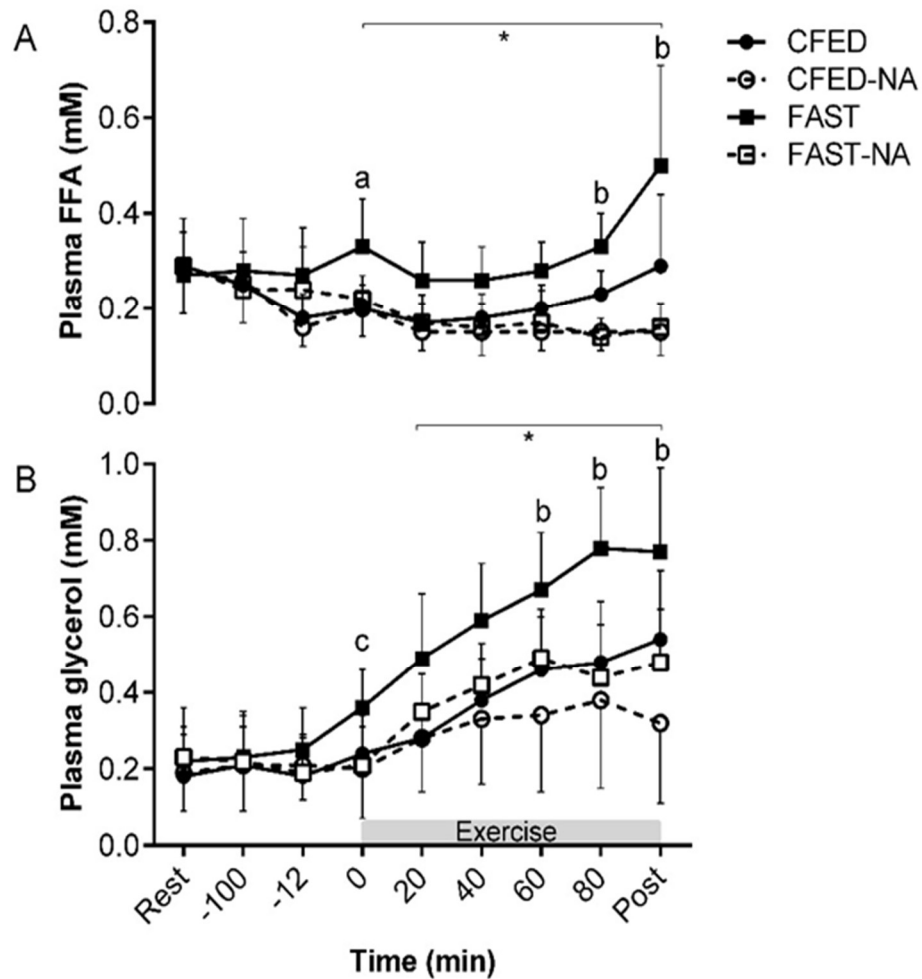 A
Plasma FFA (mM)
0.8
0.6
0.4
0.2
0.0
*
a
b
b
CFED
CFED-NA
FAST
FAST-NA
B
Plasma glycerol (mM)
1.0
0.8
0.6
0.4
0.2
0.0
*
c
b
b
b
Exercise
Rest
-100
-12
0
20
40
60
80
Post
Time (min)